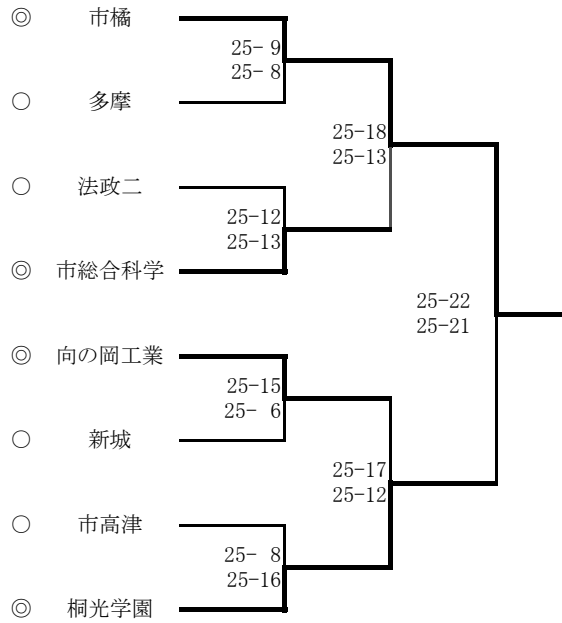 ◎ 市橘
25- 9
25- 8
○ 多摩
25-18
25-13
○ 法政二
25-12
25-13
◎ 市総合科学
25-22
25-21
◎ 向の岡工業
25-15
25- 6
○ 新城
25-17
25-12
○ 市高津
25- 8
25-16
◎ 桐光学園